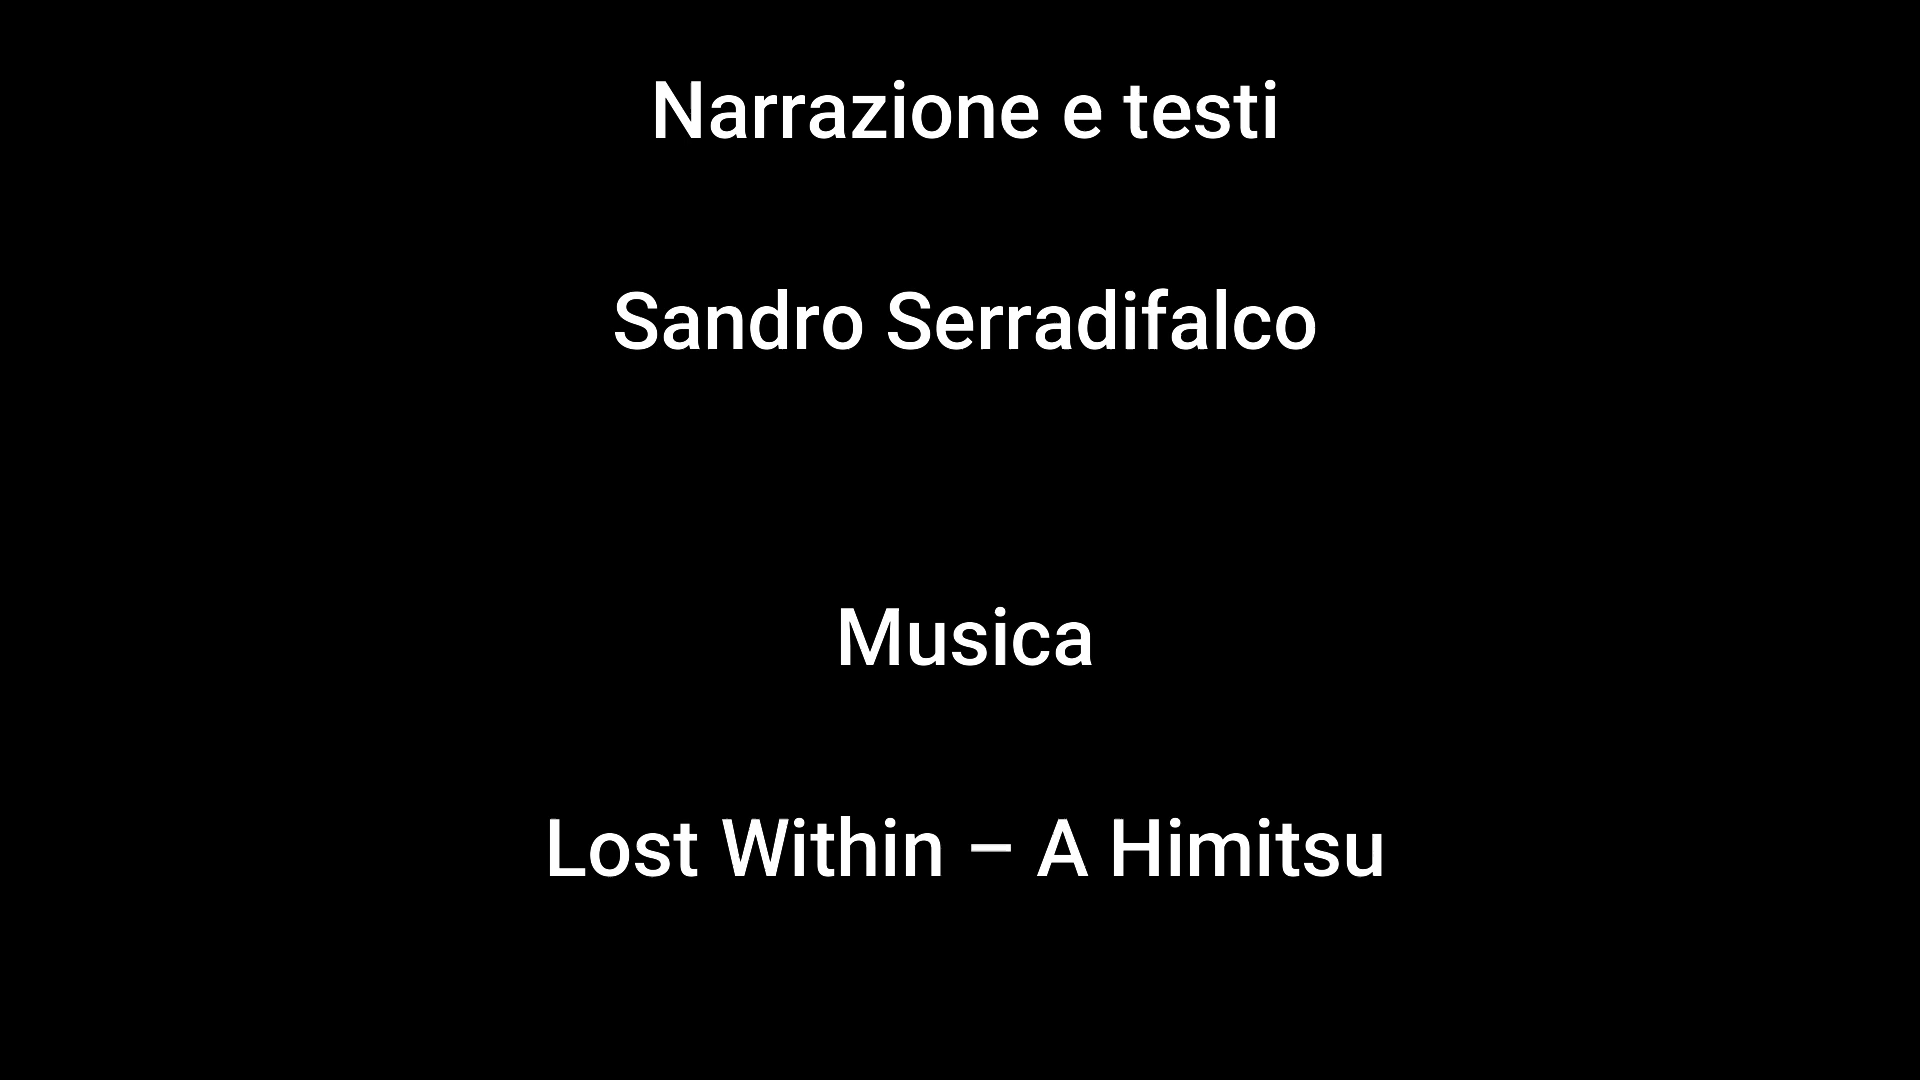 Narrazione e testi
Sandro Serradifalco
Musica
Lost Within – A Himitsu